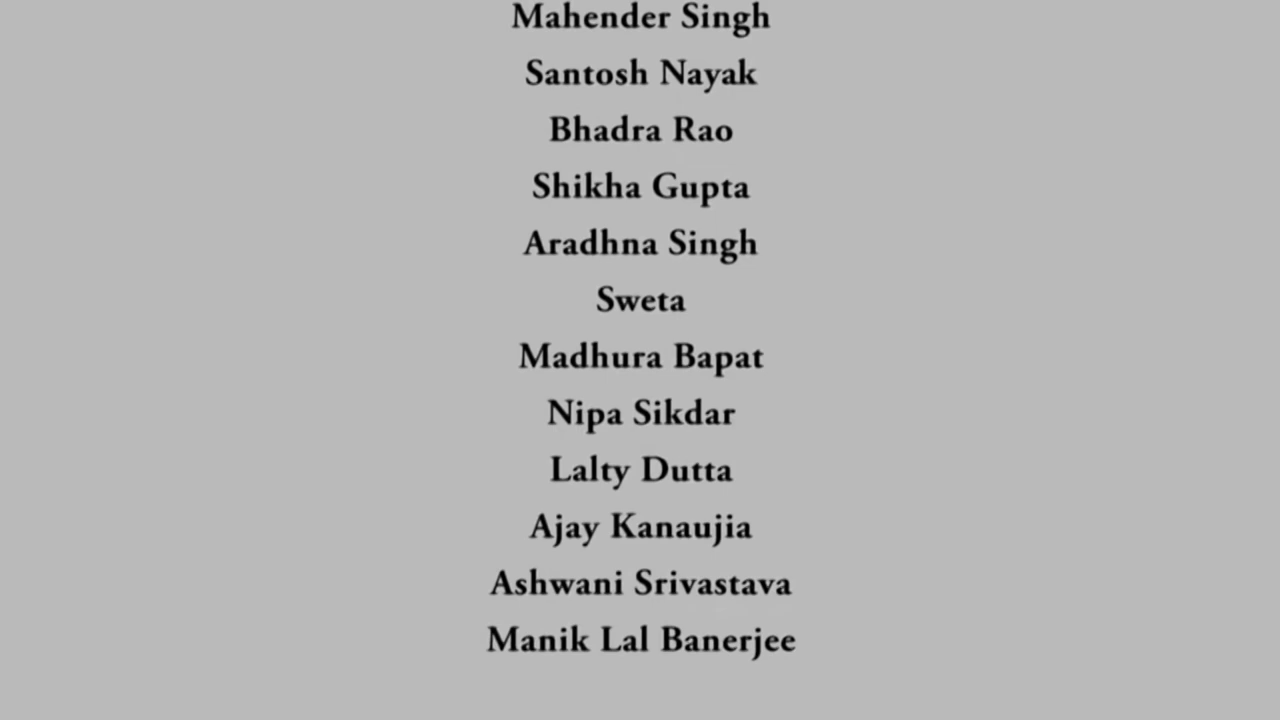 Mahender Singh
Santosh Nayak
Bhadra Rao
Shikha Gupta
Aradhna Singh
Sweta
Madhura Bapat
Nipa Sikdar
Lalty Dutta
Ajay Kanaujia
Ashwani Srivastava
Manik Lal Banerjee